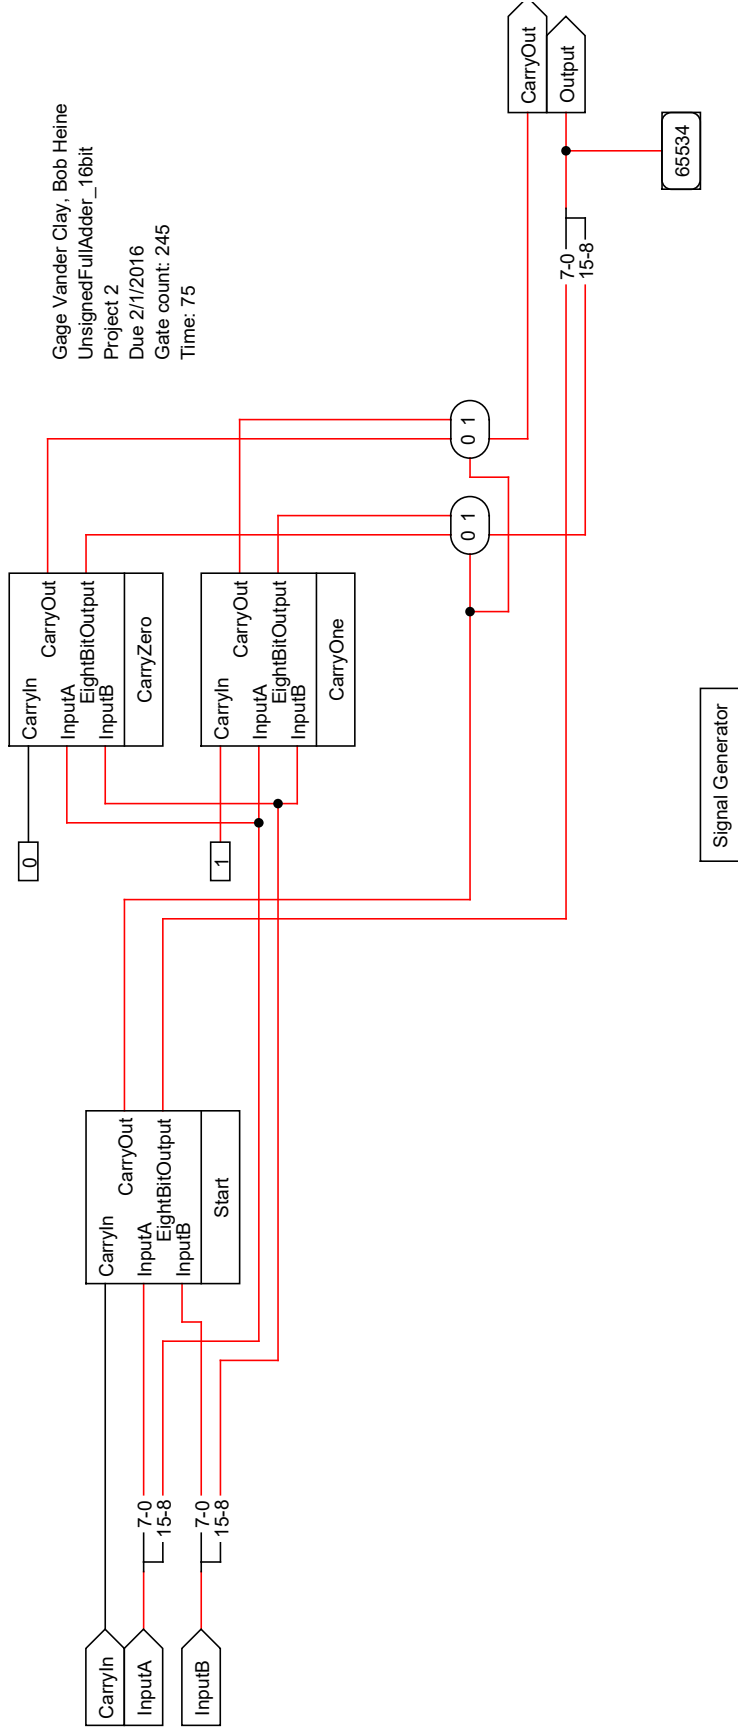 Gage Vander Clay, Bob Heine
UnsignedFullAdder_16bit
Project 2
Due 2/1/2016
Gate count: 245
Time: 75
CarryIn
InputA
InputB
7-0
15-8
7-0
15-8
CarryIn
CarryOut
InputA
EightBitOutput
InputB
Start
0
CarryIn
CarryOut
InputA
EightBitOutput
InputB
CarryZero
1
CarryIn
CarryOut
InputA
EightBitOutput
InputB
CarryOne
0 1
0 1
7-0
15-8
CarryOut
Output
65534
Signal Generator